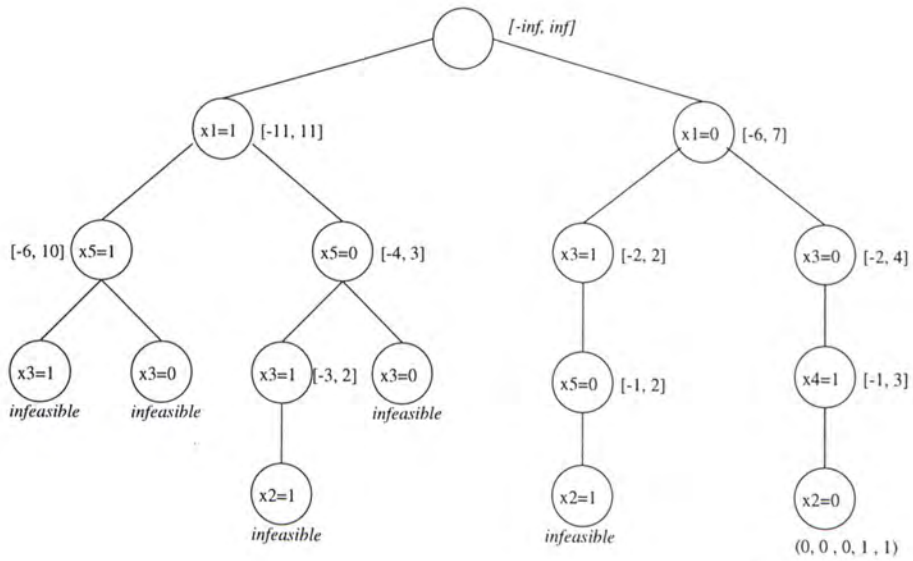 [-inf, inf]
x1=1 [-11, 11]
x1=0 [-6, 7]
[-6, 10] x5=1
x5=0 [-4, 3]
x3=1 [-2, 2]
x3=0 [-2, 4]
x3=1
x3=0
x3=1 [-3, 2]
x3=0
x5=0 [-1, 2]
x4=1 [-1, 3]
infeasible
infeasible
infeasible
x2=1
x2=1
x2=0
infeasible
infeasible
(0, 0 , 0, 1 , 1)